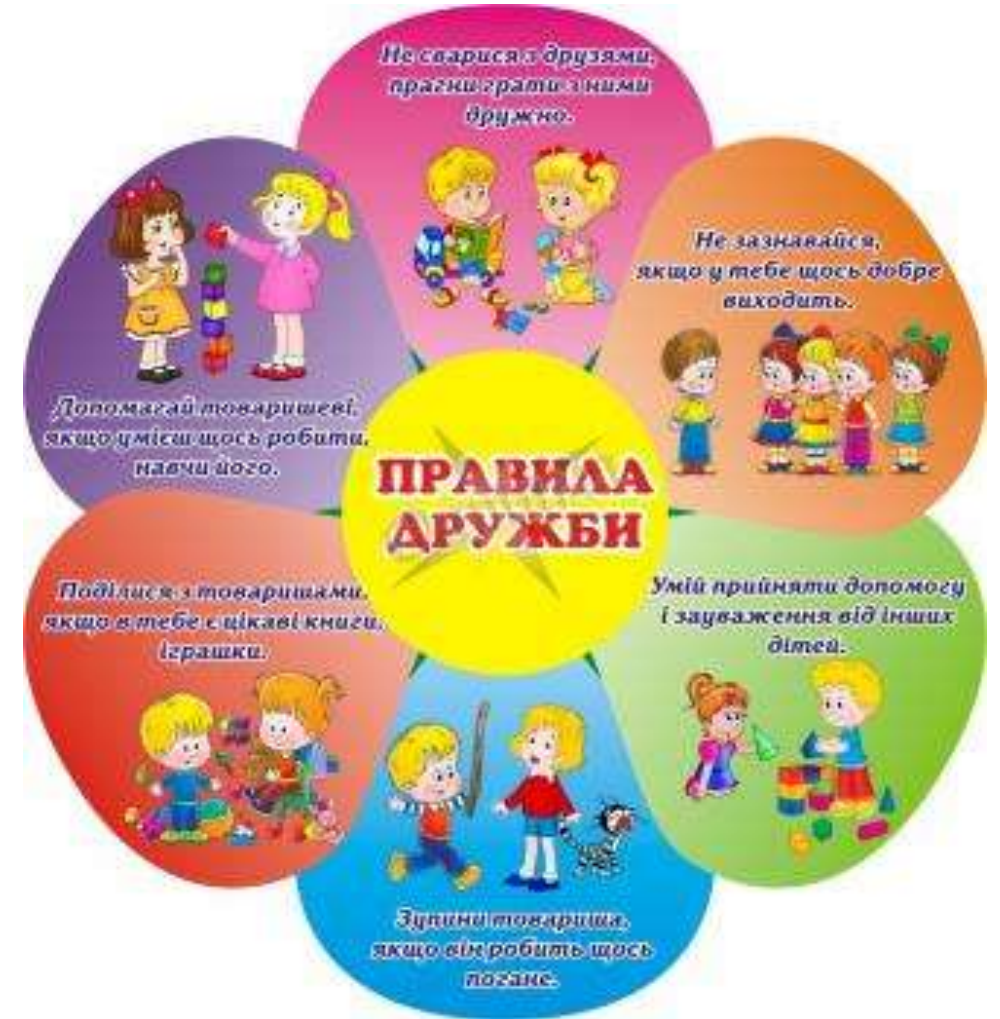 Не сварися з друзями,
прагни грати з ними
дружно.
Не зазнавайся,
якщо у тебе щось добре
виходить.
Умій прийняти допомогу
і зауваження від інших
дітей.
Зупини товариша,
якщо він робить щось
погане.
Поділися з товаришами,
якщо в тебе є цікаві книги,
іграшки.
Допомагай товаришеві,
якщо умієш щось робити,
навчи його.
ПРАВИЛА
ДРУЖБИ